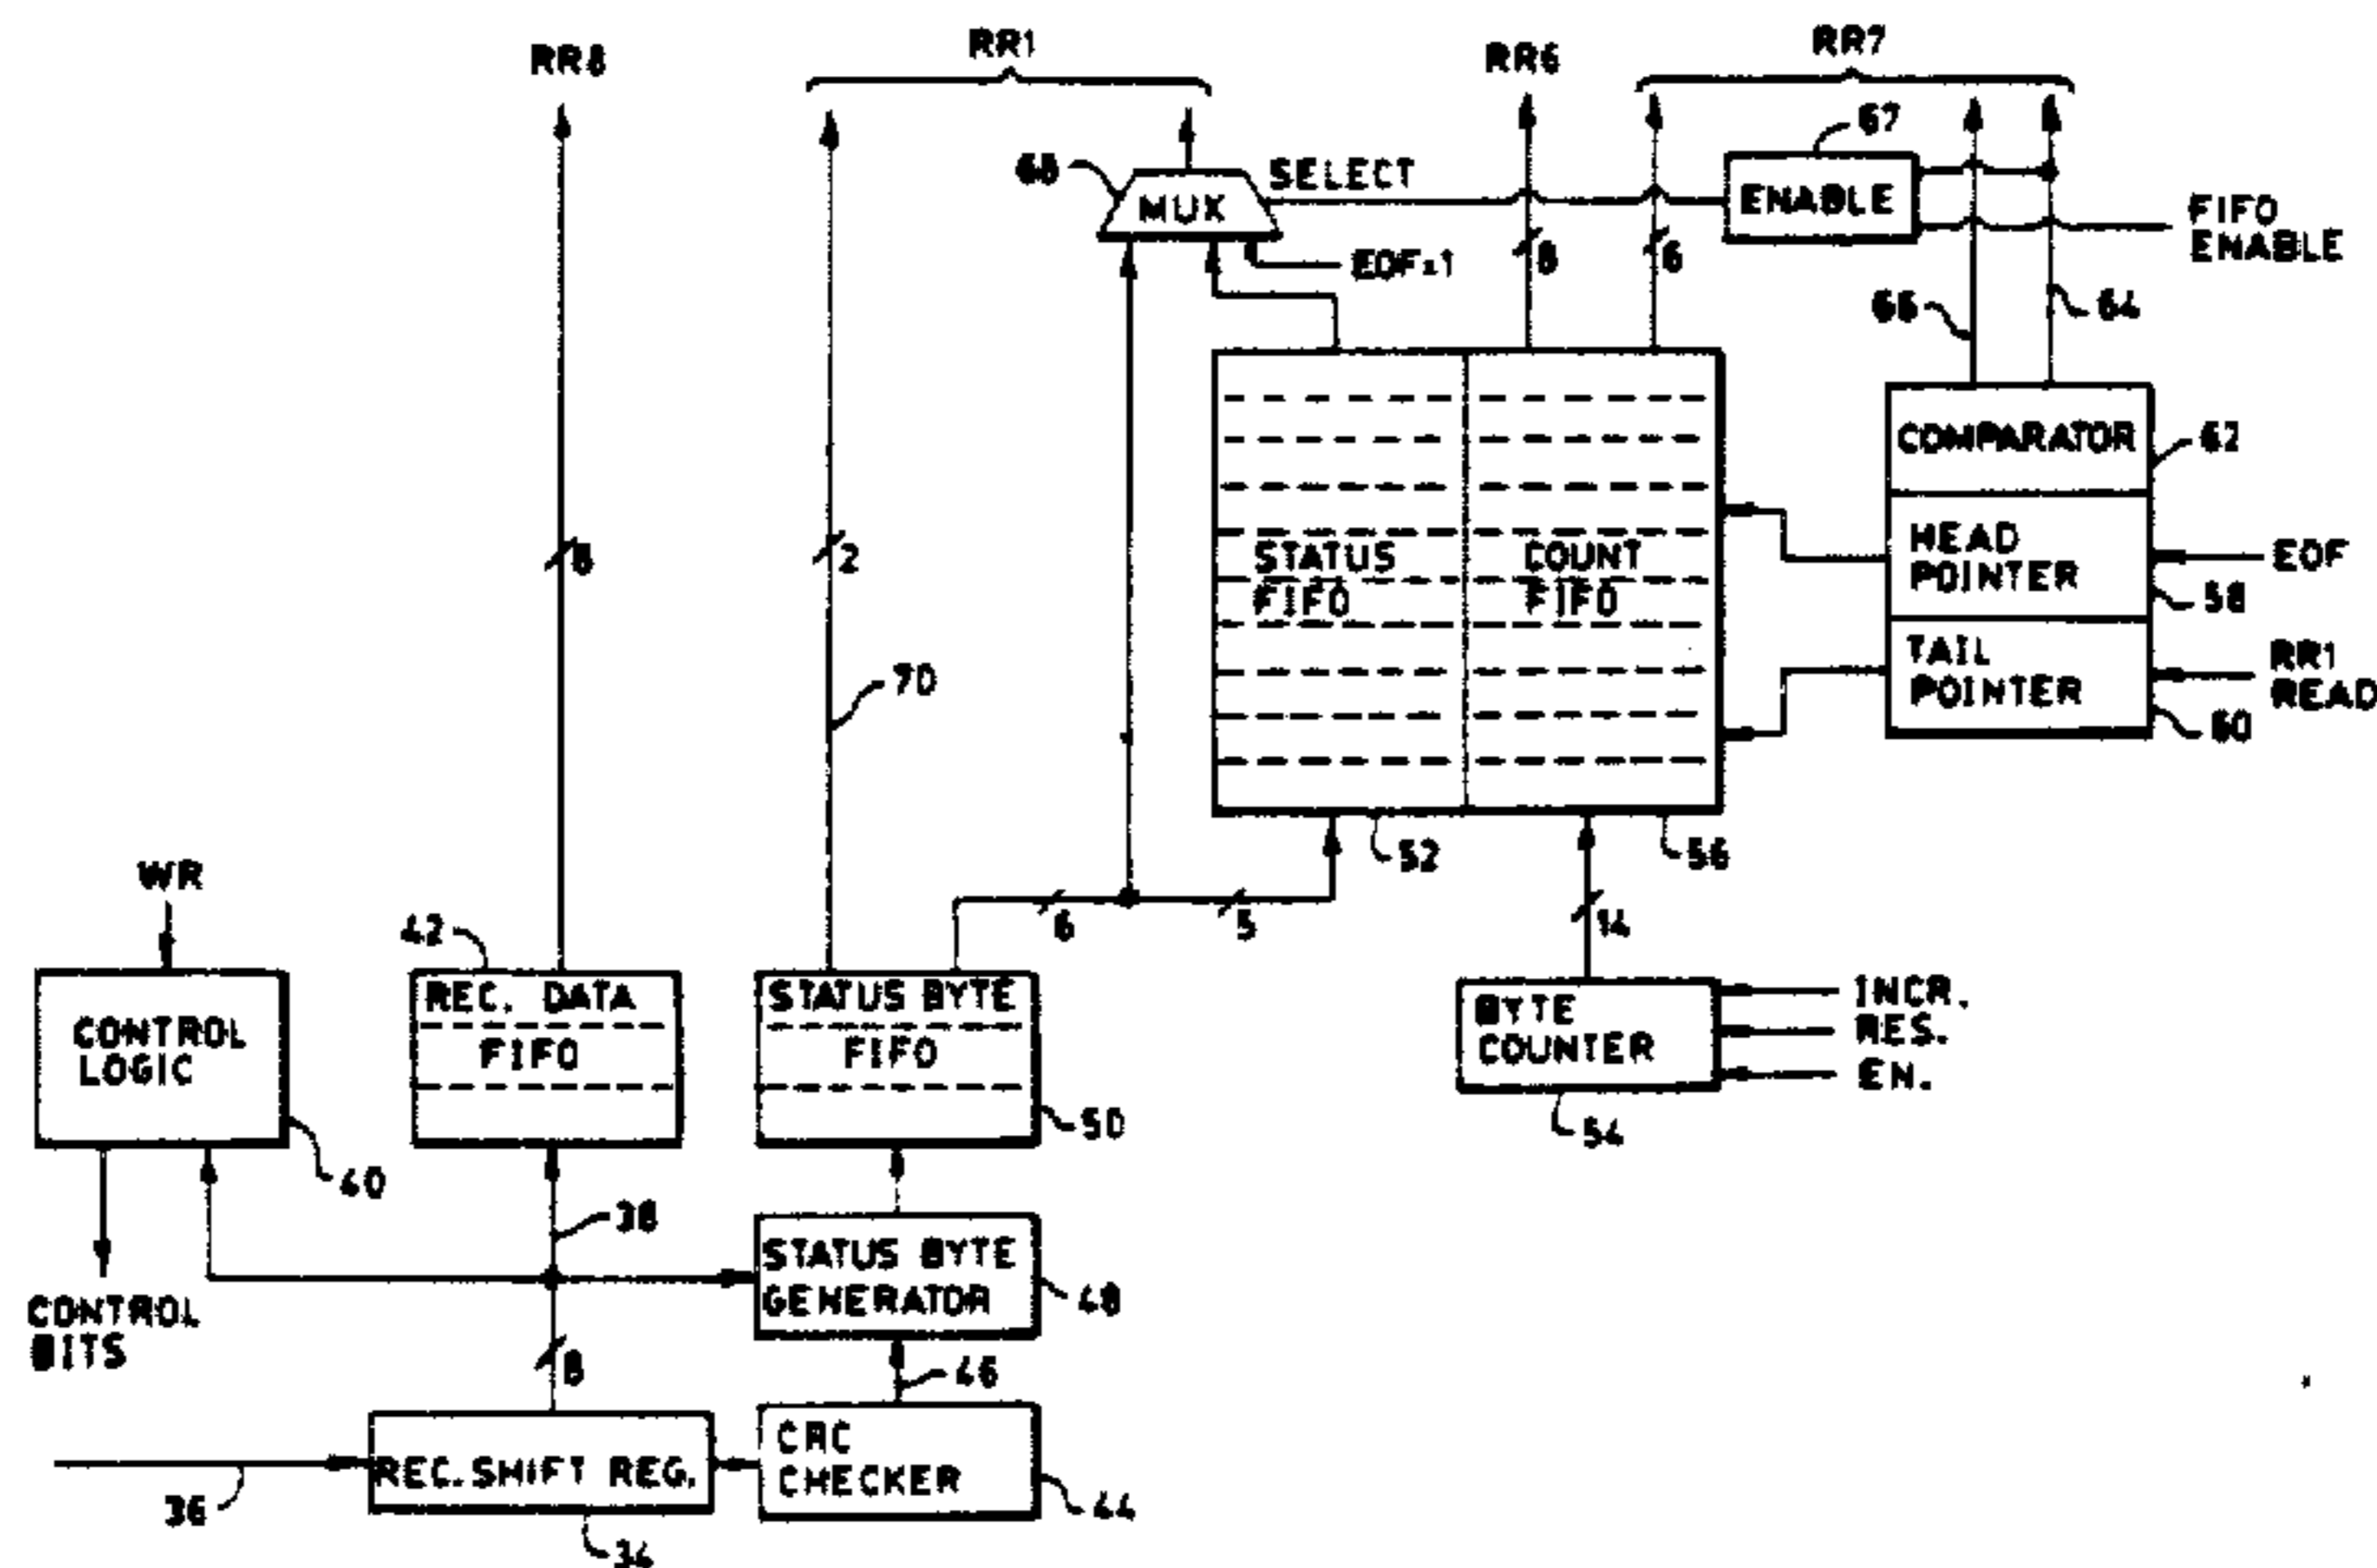 RR8
RR1
RR6
RR7
67
68
SELECT
MUX
ENABLE
FIFO
ENABLE
EOF=1
8
6
66
64
COMPARATOR
62
8
2
STATUS
FIFO
COUNT
FIFO
HEAD
POINTER
EOF
58
70
TAIL
POINTER
RR1
READ
60
WR
52
56
42
6
5
14
CONTROL
LOGIC
REC. DATA
FIFO
STATUS BYTE
FIFO
BYTE
COUNTER
INCR.
RES.
EN.
50
54
40
38
STATUS BYTE
GENERATOR
48
CONTROL
BITS
8
46
REC. SHIFT REG.
CRC
CHECKER
36
44
34